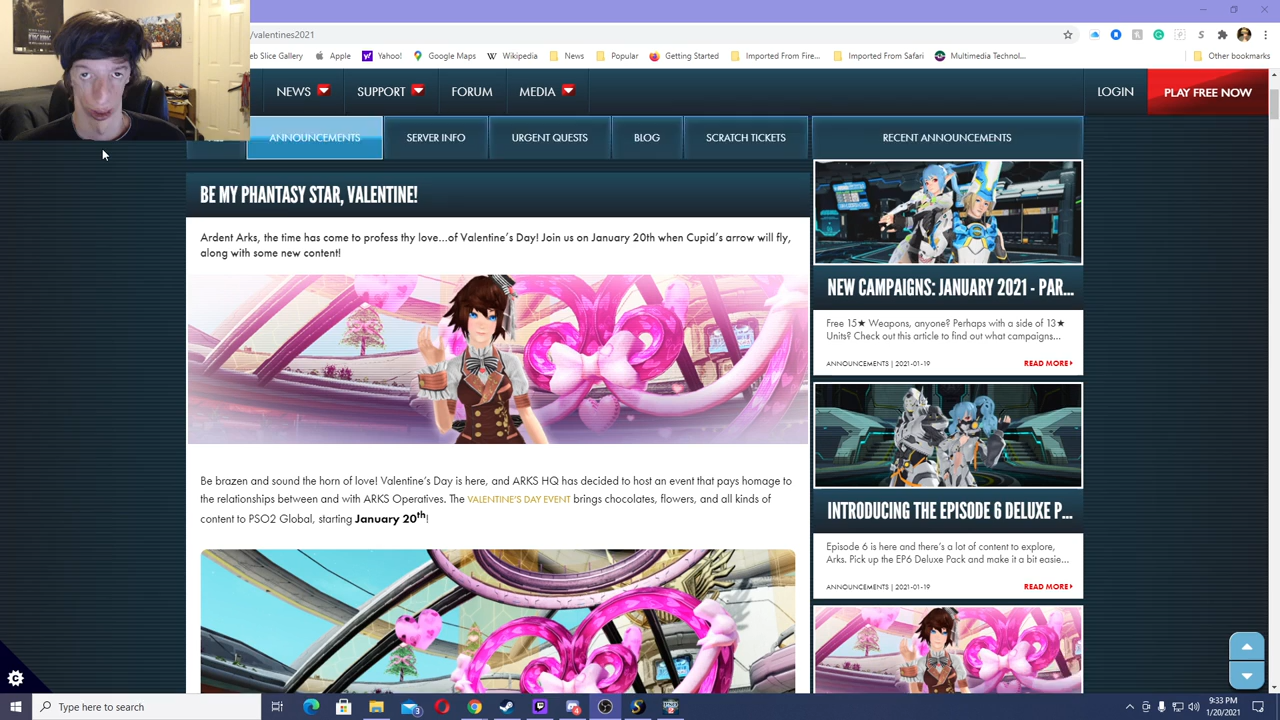 /valentines2021
eb Slice Gallery
Apple
Yahoo!
Google Maps
Wikipedia
News
Popular
Getting Started
Imported From Fire...
Imported From Safari
Multimedia Technol...
Other bookmarks
NEWS
SUPPORT
FORUM
MEDIA
LOGIN
PLAY FREE NOW
ANNOUNCEMENTS
SERVER INFO
URGENT QUESTS
BLOG
SCRATCH TICKETS
RECENT ANNOUNCEMENTS
BE MY PHANTASY STAR, VALENTINE!
Ardent Arks, the time has come to profess thy love...of Valentine's Day! Join us on January 20th when Cupid's arrow will fly,
along with some new content!
Be brazen and sound the horn of love! Valentine's Day is here, and ARKS HQ has decided to host an event that pays homage to
the relationships between and with ARKS Operatives. The VALENTINE'S DAY EVENT brings chocolates, flowers, and all kinds of
content to PSO2 Global, starting January 20th!
NEW CAMPAIGNS: JANUARY 2021 - PAR...
Free 15★ Weapons, anyone? Perhaps with a side of 13★
Units? Check out this article to find out what campaigns...
ANNOUNCEMENTS | 2021-01-19
READ MORE
INTRODUCING THE EPISODE 6 DELUXE P...
Episode 6 is here and there's a lot of content to explore,
Arks. Pick up the EP6 Deluxe Pack and make it a bit easie...
ANNOUNCEMENTS | 2021-01-19
READ MORE
Type here to search
9:33 PM
1/20/2021